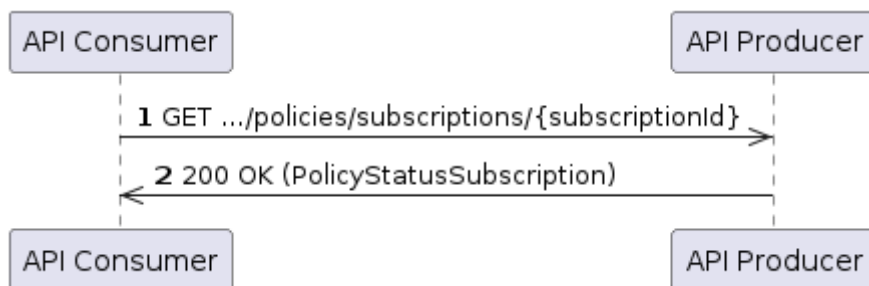 API Consumer API Producer
1 GET .../policies/subscriptions/{subscriptionId}
2 200 OK (PolicyStatusSubscription)
API Consumer API Producer